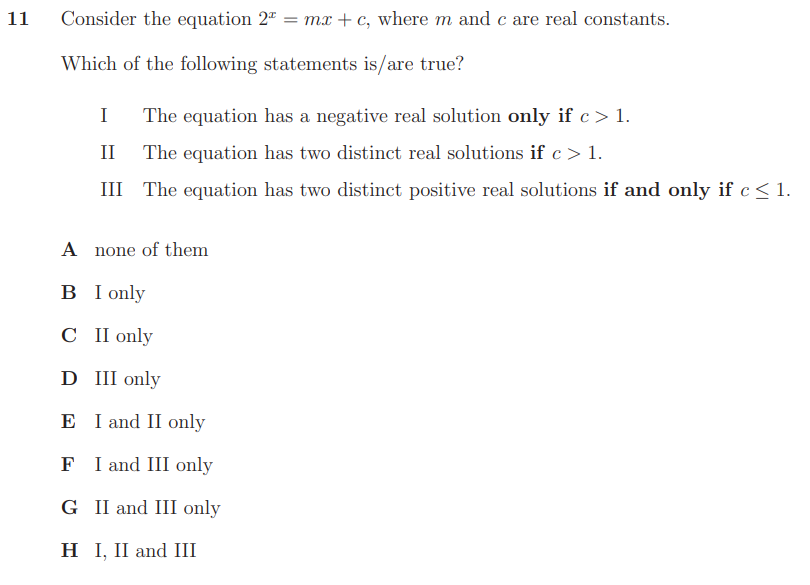 11 Consider the equation 2ˣ = mx + c, where m and c are real constants.
Which of the following statements is/are true?
I The equation has a negative real solution only if c > 1.
II The equation has two distinct real solutions if c > 1.
III The equation has two distinct positive real solutions if and only if c ≤ 1.
A none of them
B I only
C II only
D III only
E I and II only
F I and III only
G II and III only
H I, II and III